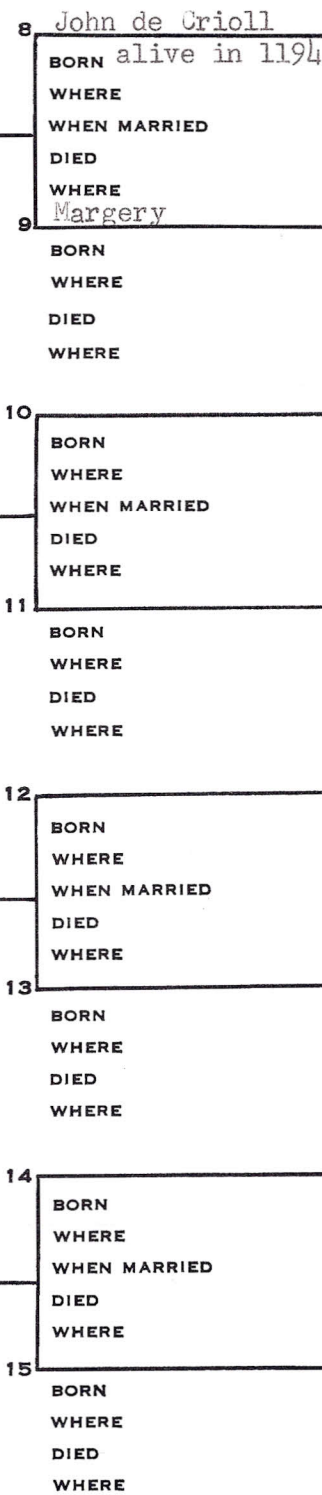 8 John de Crioll
BORN alive in 1194
WHERE
WHEN MARRIED
DIED
WHERE
9 Margery
BORN
WHERE
DIED
WHERE
10
BORN
WHERE
WHEN MARRIED
DIED
WHERE
11
BORN
WHERE
DIED
WHERE
12
BORN
WHERE
WHEN MARRIED
DIED
WHERE
13
BORN
WHERE
DIED
WHERE
14
BORN
WHERE
WHEN MARRIED
DIED
WHERE
15
BORN
WHERE
DIED
WHERE